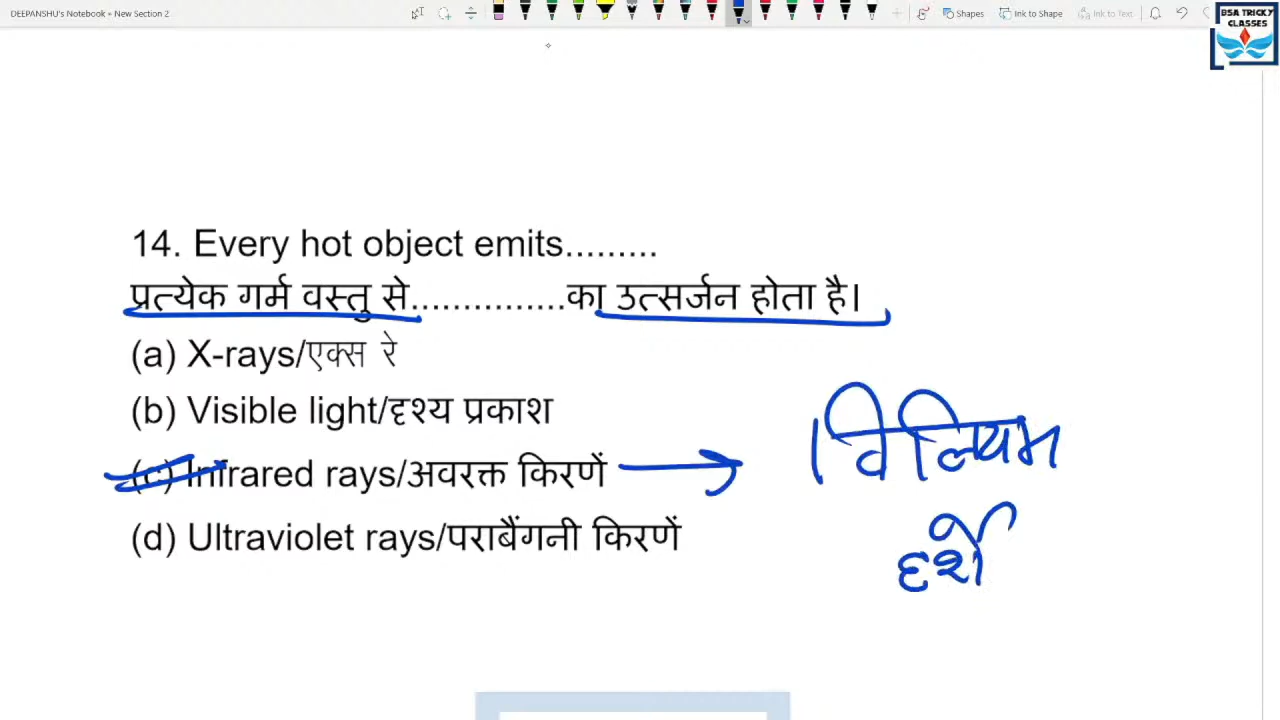 DEEPANSHU's Notebook » New Section 2
Shapes
Ink to Shape
Ink to Text
BSA TRICKY
CLASSES
14. Every hot object emits.........
प्रत्येक गर्म वस्तु से...............का उत्सर्जन होता है।
(a) X-rays/एक्स रे
(b) Visible light/दृश्य प्रकाश
(c) Infrared rays/अवरक्त किरणें
विलियम
(d) Ultraviolet rays/पराबैंगनी किरणें